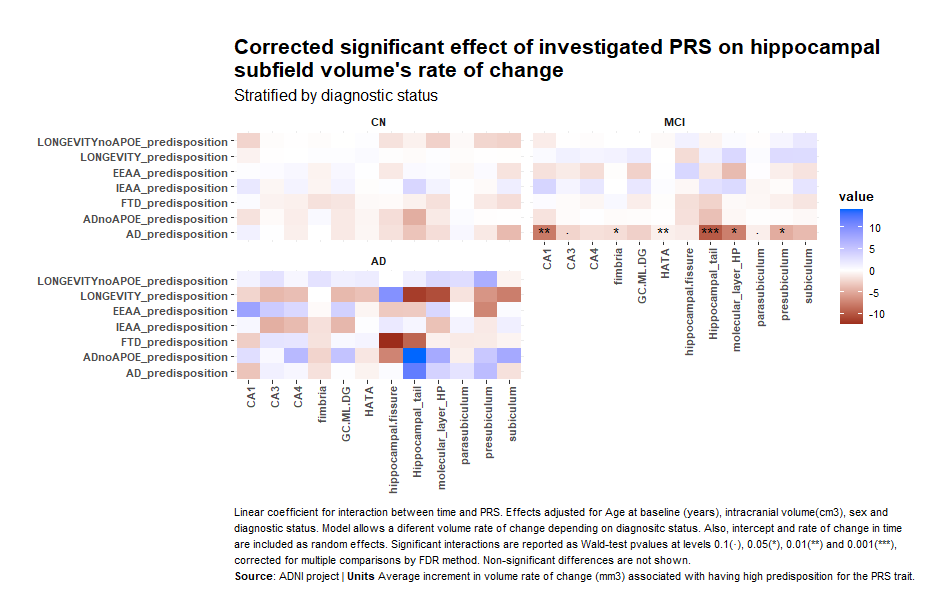 Corrected significant effect of investigated PRS on hippocampal
subfield volume's rate of change
Stratified by diagnostic status
CN
MCI
LONGEVITYnoAPOE_predisposition
LONGEVITY_predisposition
EEAA_predisposition
IEAA_predisposition
FTD_predisposition
ADnoAPOE_predisposition
AD_predisposition
** . * ** *** * . *
CA1
CA3
CA4
fimbria
GC.ML.DG
HATA
hippocampal.fissure
Hippocampal_tail
molecular_layer_HP
parasubiculum
presubiculum
subiculum
value
10
5
0
-5
-10
AD
LONGEVITYnoAPOE_predisposition
LONGEVITY_predisposition
EEAA_predisposition
IEAA_predisposition
FTD_predisposition
ADnoAPOE_predisposition
AD_predisposition
CA1
CA3
CA4
fimbria
GC.ML.DG
HATA
hippocampal.fissure
Hippocampal_tail
molecular_layer_HP
parasubiculum
presubiculum
subiculum
Linear coefficient for interaction between time and PRS. Effects adjusted for Age at baseline (years), intracranial volume(cm3), sex and
diagnostic status. Model allows a diferent volume rate of change depending on diagnositc status. Also, intercept and rate of change in time
are included as random effects. Significant interactions are reported as Wald-test pvalues at levels 0.1(·), 0.05(*), 0.01(**) and 0.001(***),
corrected for multiple comparisons by FDR method. Non-significant differences are not shown.
Source: ADNI project | Units Average increment in volume rate of change (mm3) associated with having high predisposition for the PRS trait.